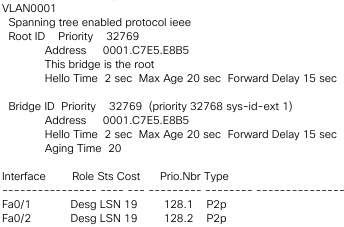 VLAN0001
Spanning tree enabled protocol ieee
Root ID Priority 32769
Address 0001.C7E5.E8B5
This bridge is the root
Hello Time 2 sec Max Age 20 sec Forward Delay 15 sec
Bridge ID Priority 32769 (priority 32768 sys-id-ext 1)
Address 0001.C7E5.E8B5
Hello Time 2 sec Max Age 20 sec Forward Delay 15 sec
Aging Time 20
Interface Role Sts Cost Prio.Nbr Type
---------------- ---- --- --------- -------- --------------------------------
Fa0/1 Desg LSN 19 128.1 P2p
Fa0/2 Desg LSN 19 128.2 P2p